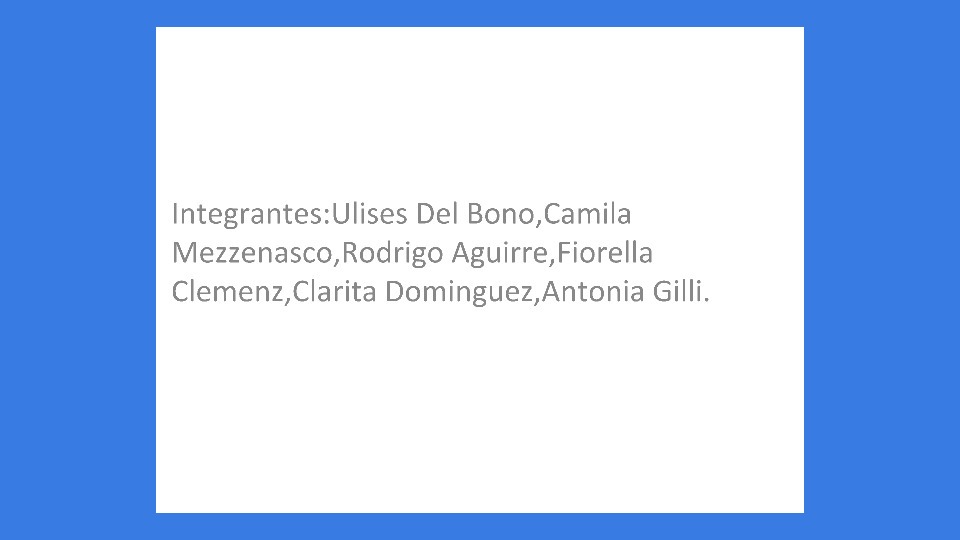 Integrantes:Ulises Del Bono,Camila
Mezzenasco,Rodrigo Aguirre,Fiorella
Clemenz,Clarita Dominguez,Antonia Gilli.